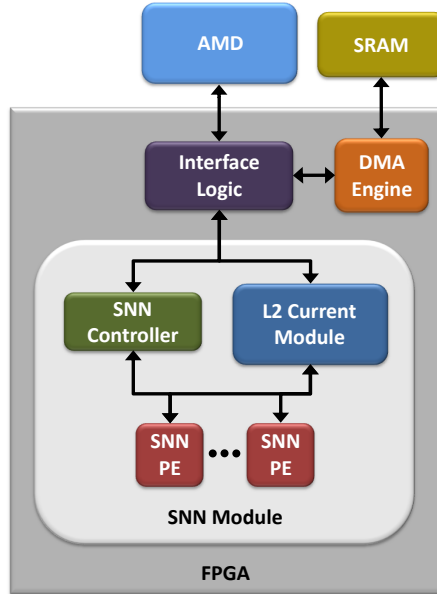 AMD
SRAM
Interface
Logic
DMA
Engine
SNN
Controller
L2 Current
Module
SNN
PE
SNN
PE
SNN Module
FPGA